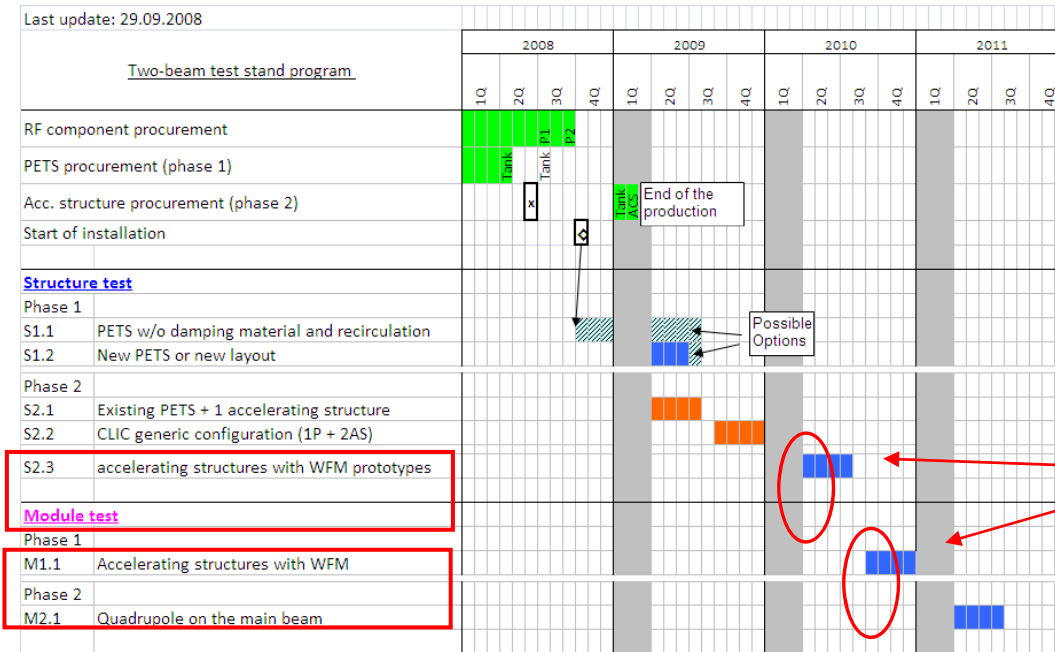 Last update: 29.09.2008
2008 2009 2010 2011
Two-beam test stand program
1Q 2Q 3Q 4Q 1Q 2Q 3Q 4Q 1Q 2Q 3Q 4Q 1Q 2Q 3Q 4Q
RF component procurement P1 P2
PETS procurement (phase 1) Tank Tank
Acc. structure procurement (phase 2) x Tank ACS End of the
production
Start of installation
Structure test
Phase 1
S1.1 PETS w/o damping material and recirculation Possible
Options
S1.2 New PETS or new layout
Phase 2
S2.1 Existing PETS + 1 accelerating structure
S2.2 CLIC generic configuration (1P + 2AS)
S2.3 accelerating structures with WFM prototypes
Module test
Phase 1
M1.1 Accelerating structures with WFM
Phase 2
M2.1 Quadrupole on the main beam